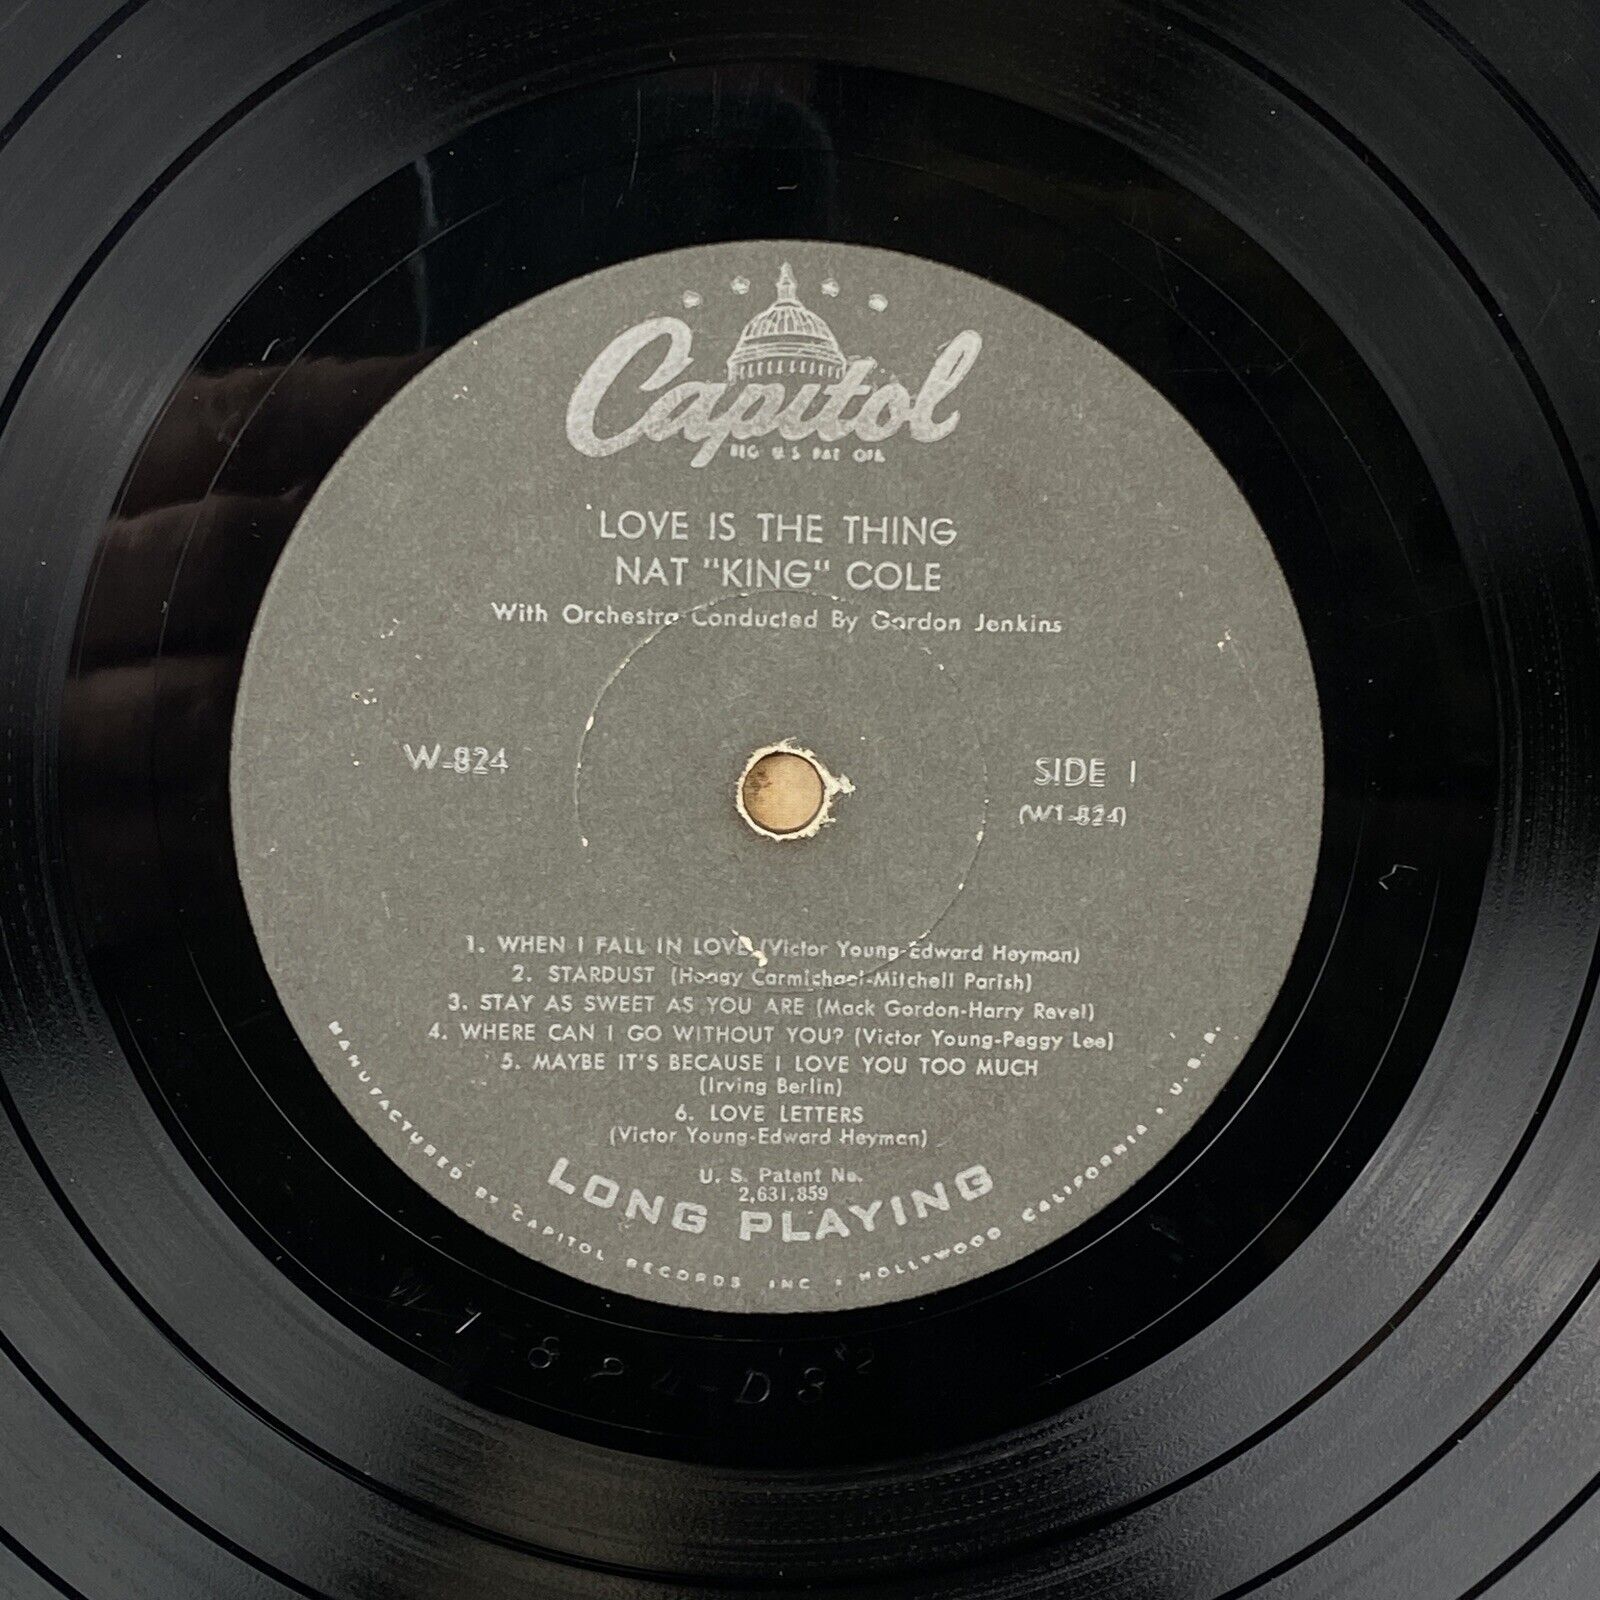 Capitol
REG U.S PAT OFF.
LOVE IS THE THING
NAT "KING" COLE
With Orchestra Conducted By Gordon Jenkins
W-824
SIDE 1
(W1-824)
1. WHEN I FALL IN LOVE (Victor Young-Edward Heyman)
2. STARDUST (Hoagy Carmichael-Mitchell Parish)
3. STAY AS SWEET AS YOU ARE (Mack Gordon-Harry Revel)
4. WHERE CAN I GO WITHOUT YOU? (Victor Young-Peggy Lee)
5. MAYBE IT'S BECAUSE I LOVE YOU TOO MUCH
(Irving Berlin)
6. LOVE LETTERS
(Victor Young-Edward Heyman)
U. S. Patent No.
2,631,859
LONG PLAYING
MANUFACTURED BY CAPITOL RECORDS INC • HOLLYWOOD CALIFORNIA • U.S.A.
W1-824-D3 #2